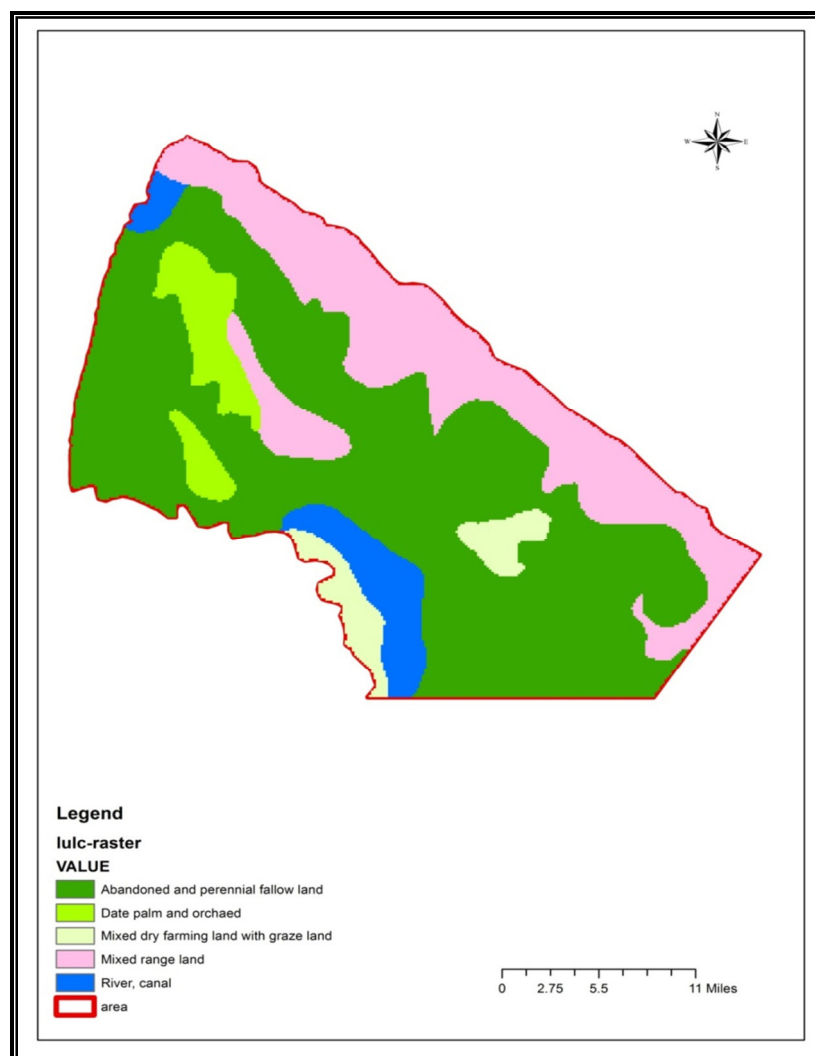 N
W E
S
Legend
lulc-raster
VALUE
Abandoned and perennial fallow land
Date palm and orchaed
Mixed dry farming land with graze land
Mixed range land
River, canal
area
0 2.75 5.5 11 Miles